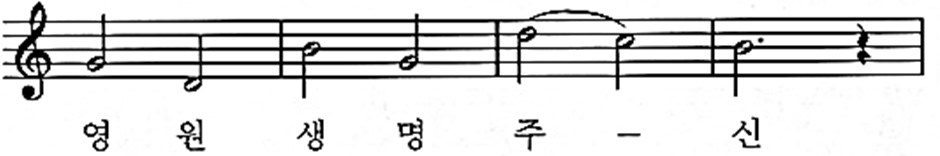 영 원 생 명 주 – 신